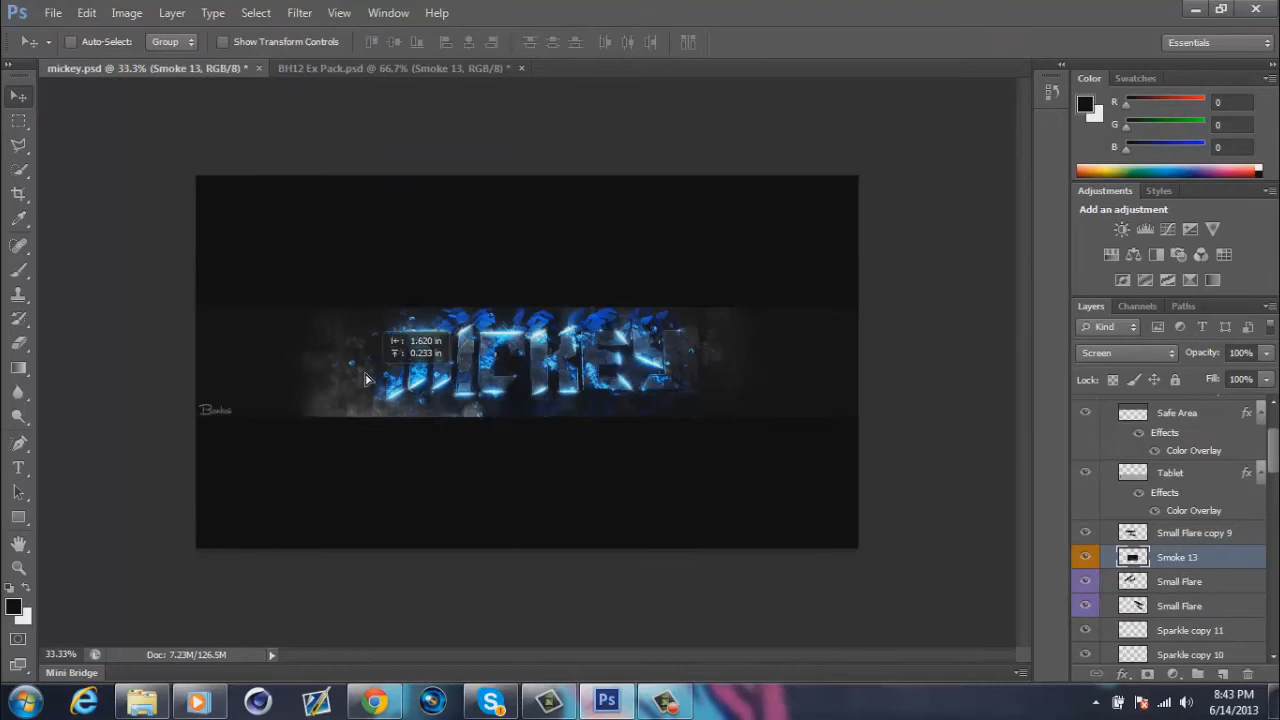 Ps File Edit Image Layer Type Select Filter View Window Help
Auto-Select: Group Show Transform Controls Essentials
mickey.psd @ 33.3% (Smoke 13, RGB/8) * × BH12 Ex Pack.psd @ 66.7% (Smoke 13, RGB/8) * ×
Color Swatches
R 0
G 0
B 0
Adjustments Styles
Add an adjustment
MICKEY
1.620 in
0.233 in
Layers Channels Paths
Kind
Screen Opacity: 100%
Lock: Fill: 100%
Safe Area fx
Effects
Color Overlay
Tablet fx
Effects
Color Overlay
Small Flare copy 9
Smoke 13
Small Flare
Small Flare
Sparkle copy 11
Sparkle copy 10
33.33% Doc: 7.23M/126.5M
Mini Bridge
8:43 PM
6/14/2013